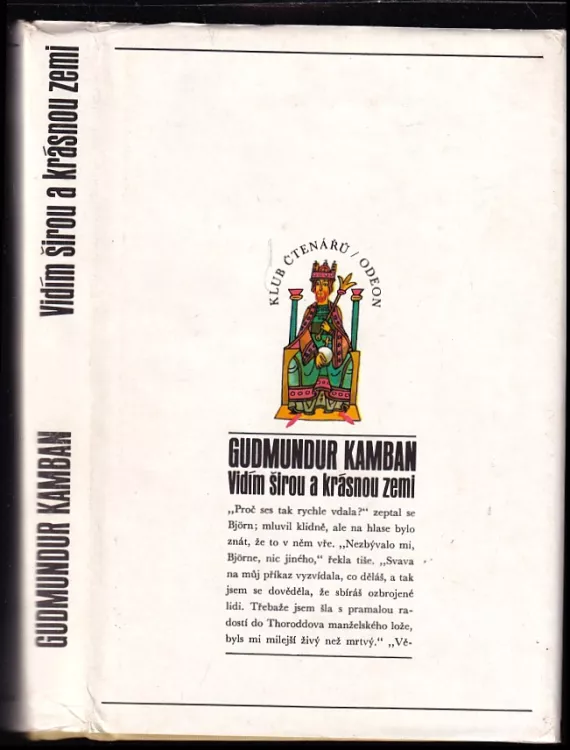 Vidím širou a krásnou zemi
GUDMUNDUR KAMBAN
KLUB ČTENÁŘŮ / ODEON
GUDMUNDUR KAMBAN
Vidím širou a krásnou zemi
„Proč ses tak rychle vdala?“ zeptal se
Björn; mluvil klidně, ale na hlase bylo
znát, že to v něm vře. „Nezbývalo mi,
Björne, nic jiného,“ řekla tiše. „Svava
na můj příkaz vyzvídala, co děláš, a tak
jsem se dověděla, že sbíráš ozbrojené
lidi. Třebaže jsem šla s pramalou ra-
dostí do Thoroddova manželského lože,
byls mi milejší živý než mrtvý.“ „Vě-